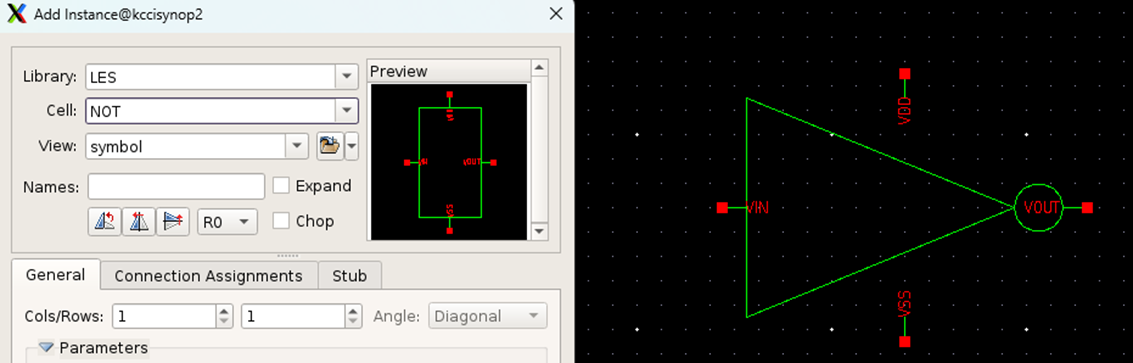 Add Instance@kccisynop2
Library: LES
Cell: NOT
View: symbol
Names: Expand
R0 Chop
Preview
VDD
VIN VOUT
VSS
General Connection Assignments Stub
Cols/Rows: 1 1 Angle: Diagonal
Parameters
VDD
VIN VOUT
VSS